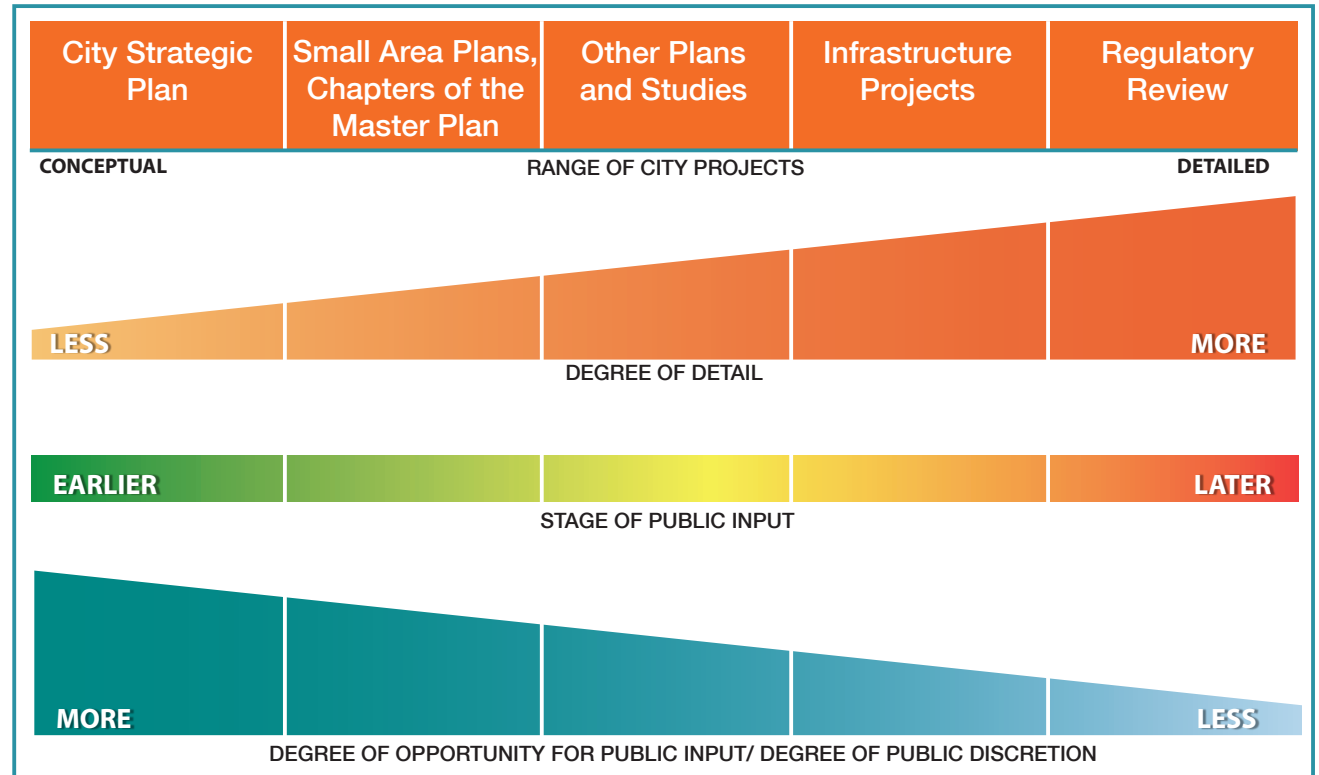 City Strategic
Plan
Small Area Plans,
Chapters of the
Master Plan
Other Plans
and Studies
Infrastructure
Projects
Regulatory
Review
CONCEPTUAL
RANGE OF CITY PROJECTS
DETAILED
LESS
MORE
DEGREE OF DETAIL
EARLIER
LATER
STAGE OF PUBLIC INPUT
MORE
LESS
DEGREE OF OPPORTUNITY FOR PUBLIC INPUT/ DEGREE OF PUBLIC DISCRETION